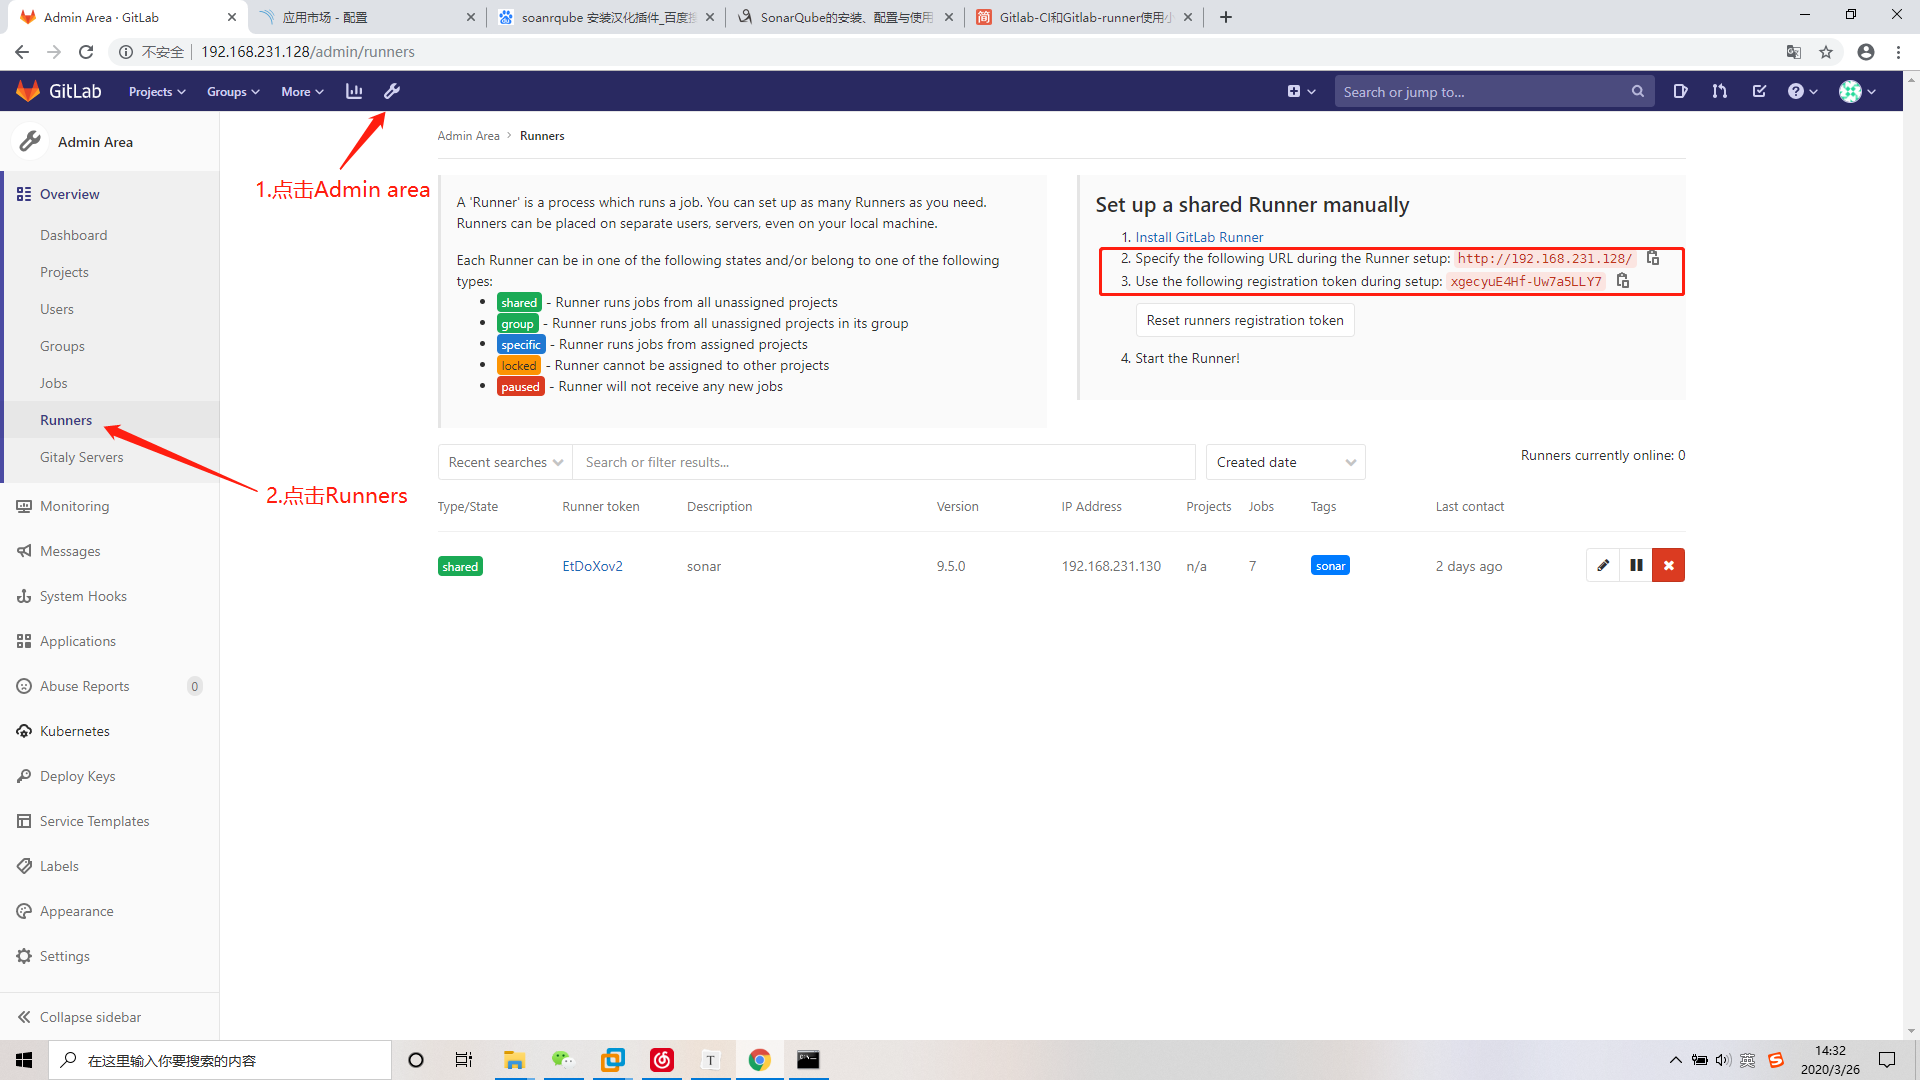 Admin Area · GitLab
应用市场 - 配置
soanrqube 安装汉化插件_百度搜
SonarQube的安装、配置与使用
简 Gitlab-CI和Gitlab-runner使用小
不安全 192.168.231.128/admin/runners
GitLab Projects Groups More Search or jump to...
Admin Area
Overview
Dashboard
Projects
Users
Groups
Jobs
Runners
Gitaly Servers
Monitoring
Messages
System Hooks
Applications
Abuse Reports 0
Kubernetes
Deploy Keys
Service Templates
Labels
Appearance
Settings
Collapse sidebar
1.点击Admin area
2.点击Runners
Admin Area > Runners
A 'Runner' is a process which runs a job. You can set up as many Runners as you need.
Runners can be placed on separate users, servers, even on your local machine.
Each Runner can be in one of the following states and/or belong to one of the following
types:
shared - Runner runs jobs from all unassigned projects
group - Runner runs jobs from all unassigned projects in its group
specific - Runner runs jobs from assigned projects
locked - Runner cannot be assigned to other projects
paused - Runner will not receive any new jobs
Set up a shared Runner manually
1. Install GitLab Runner
2. Specify the following URL during the Runner setup: http://192.168.231.128/
3. Use the following registration token during setup: xgecyuE4Hf-Uw7a5LLY7
Reset runners registration token
4. Start the Runner!
Recent searches Search or filter results... Created date
Runners currently online: 0
Type/State Runner token Description Version IP Address Projects Jobs Tags Last contact
shared EtDoXov2 sonar 9.5.0 192.168.231.130 n/a 7 sonar 2 days ago
在这里输入你要搜索的内容
T
英
S
14:32
2020/3/26